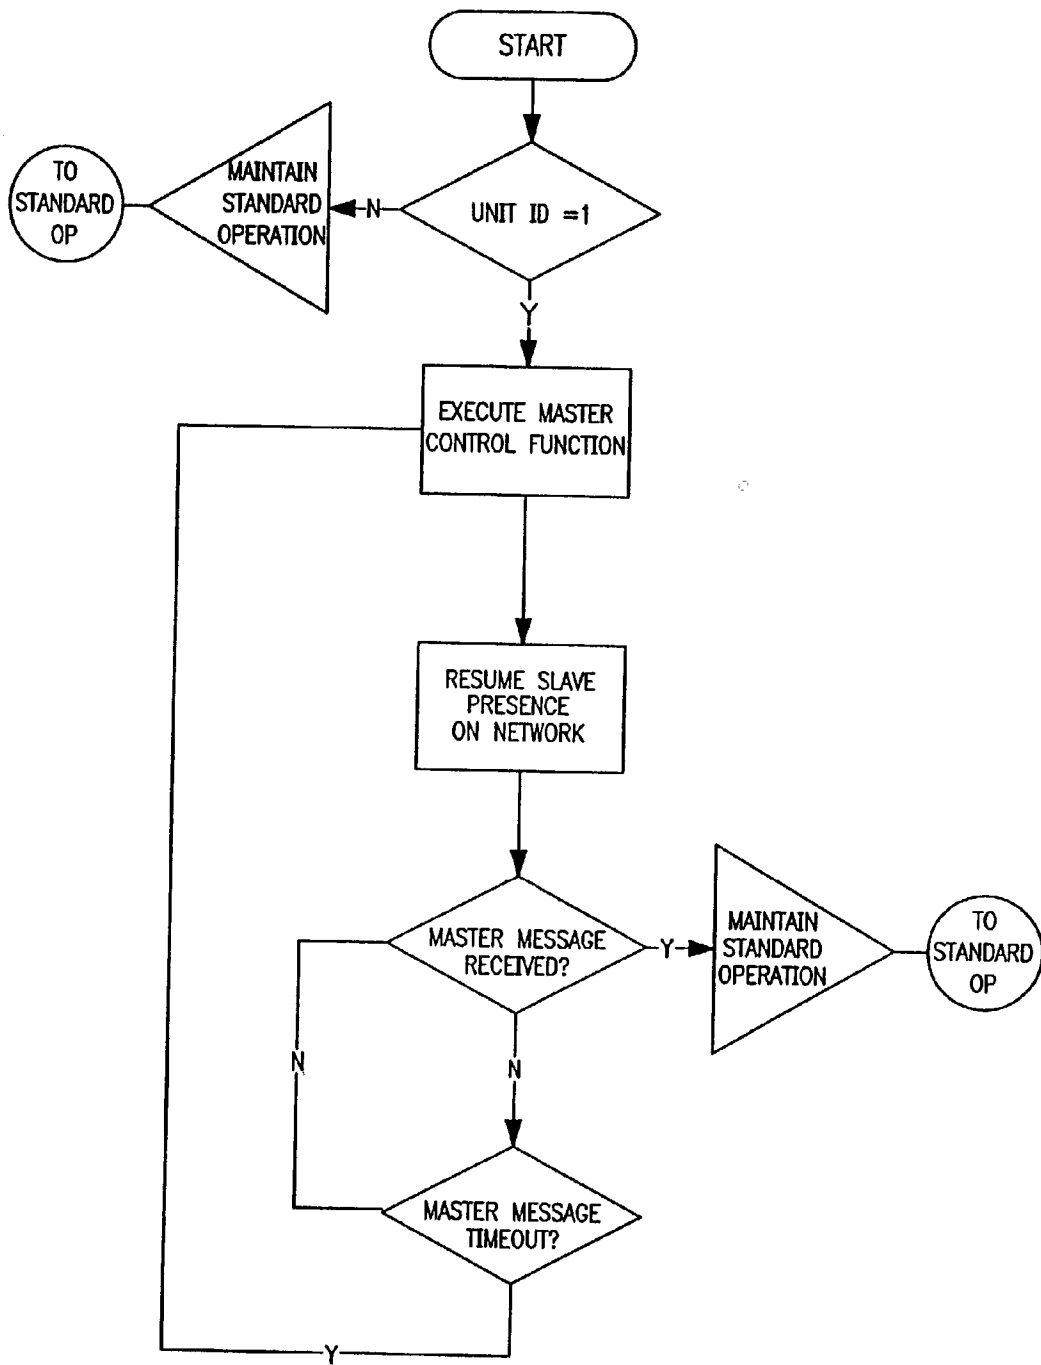 START
TO
STANDARD
OP
MAINTAIN
STANDARD
OPERATION
N
UNIT ID =1
Y
EXECUTE MASTER
CONTROL FUNCTION
RESUME SLAVE
PRESENCE
ON NETWORK
MASTER MESSAGE
RECEIVED?
Y
MAINTAIN
STANDARD
OPERATION
TO
STANDARD
OP
N
N
MASTER MESSAGE
TIMEOUT?
Y